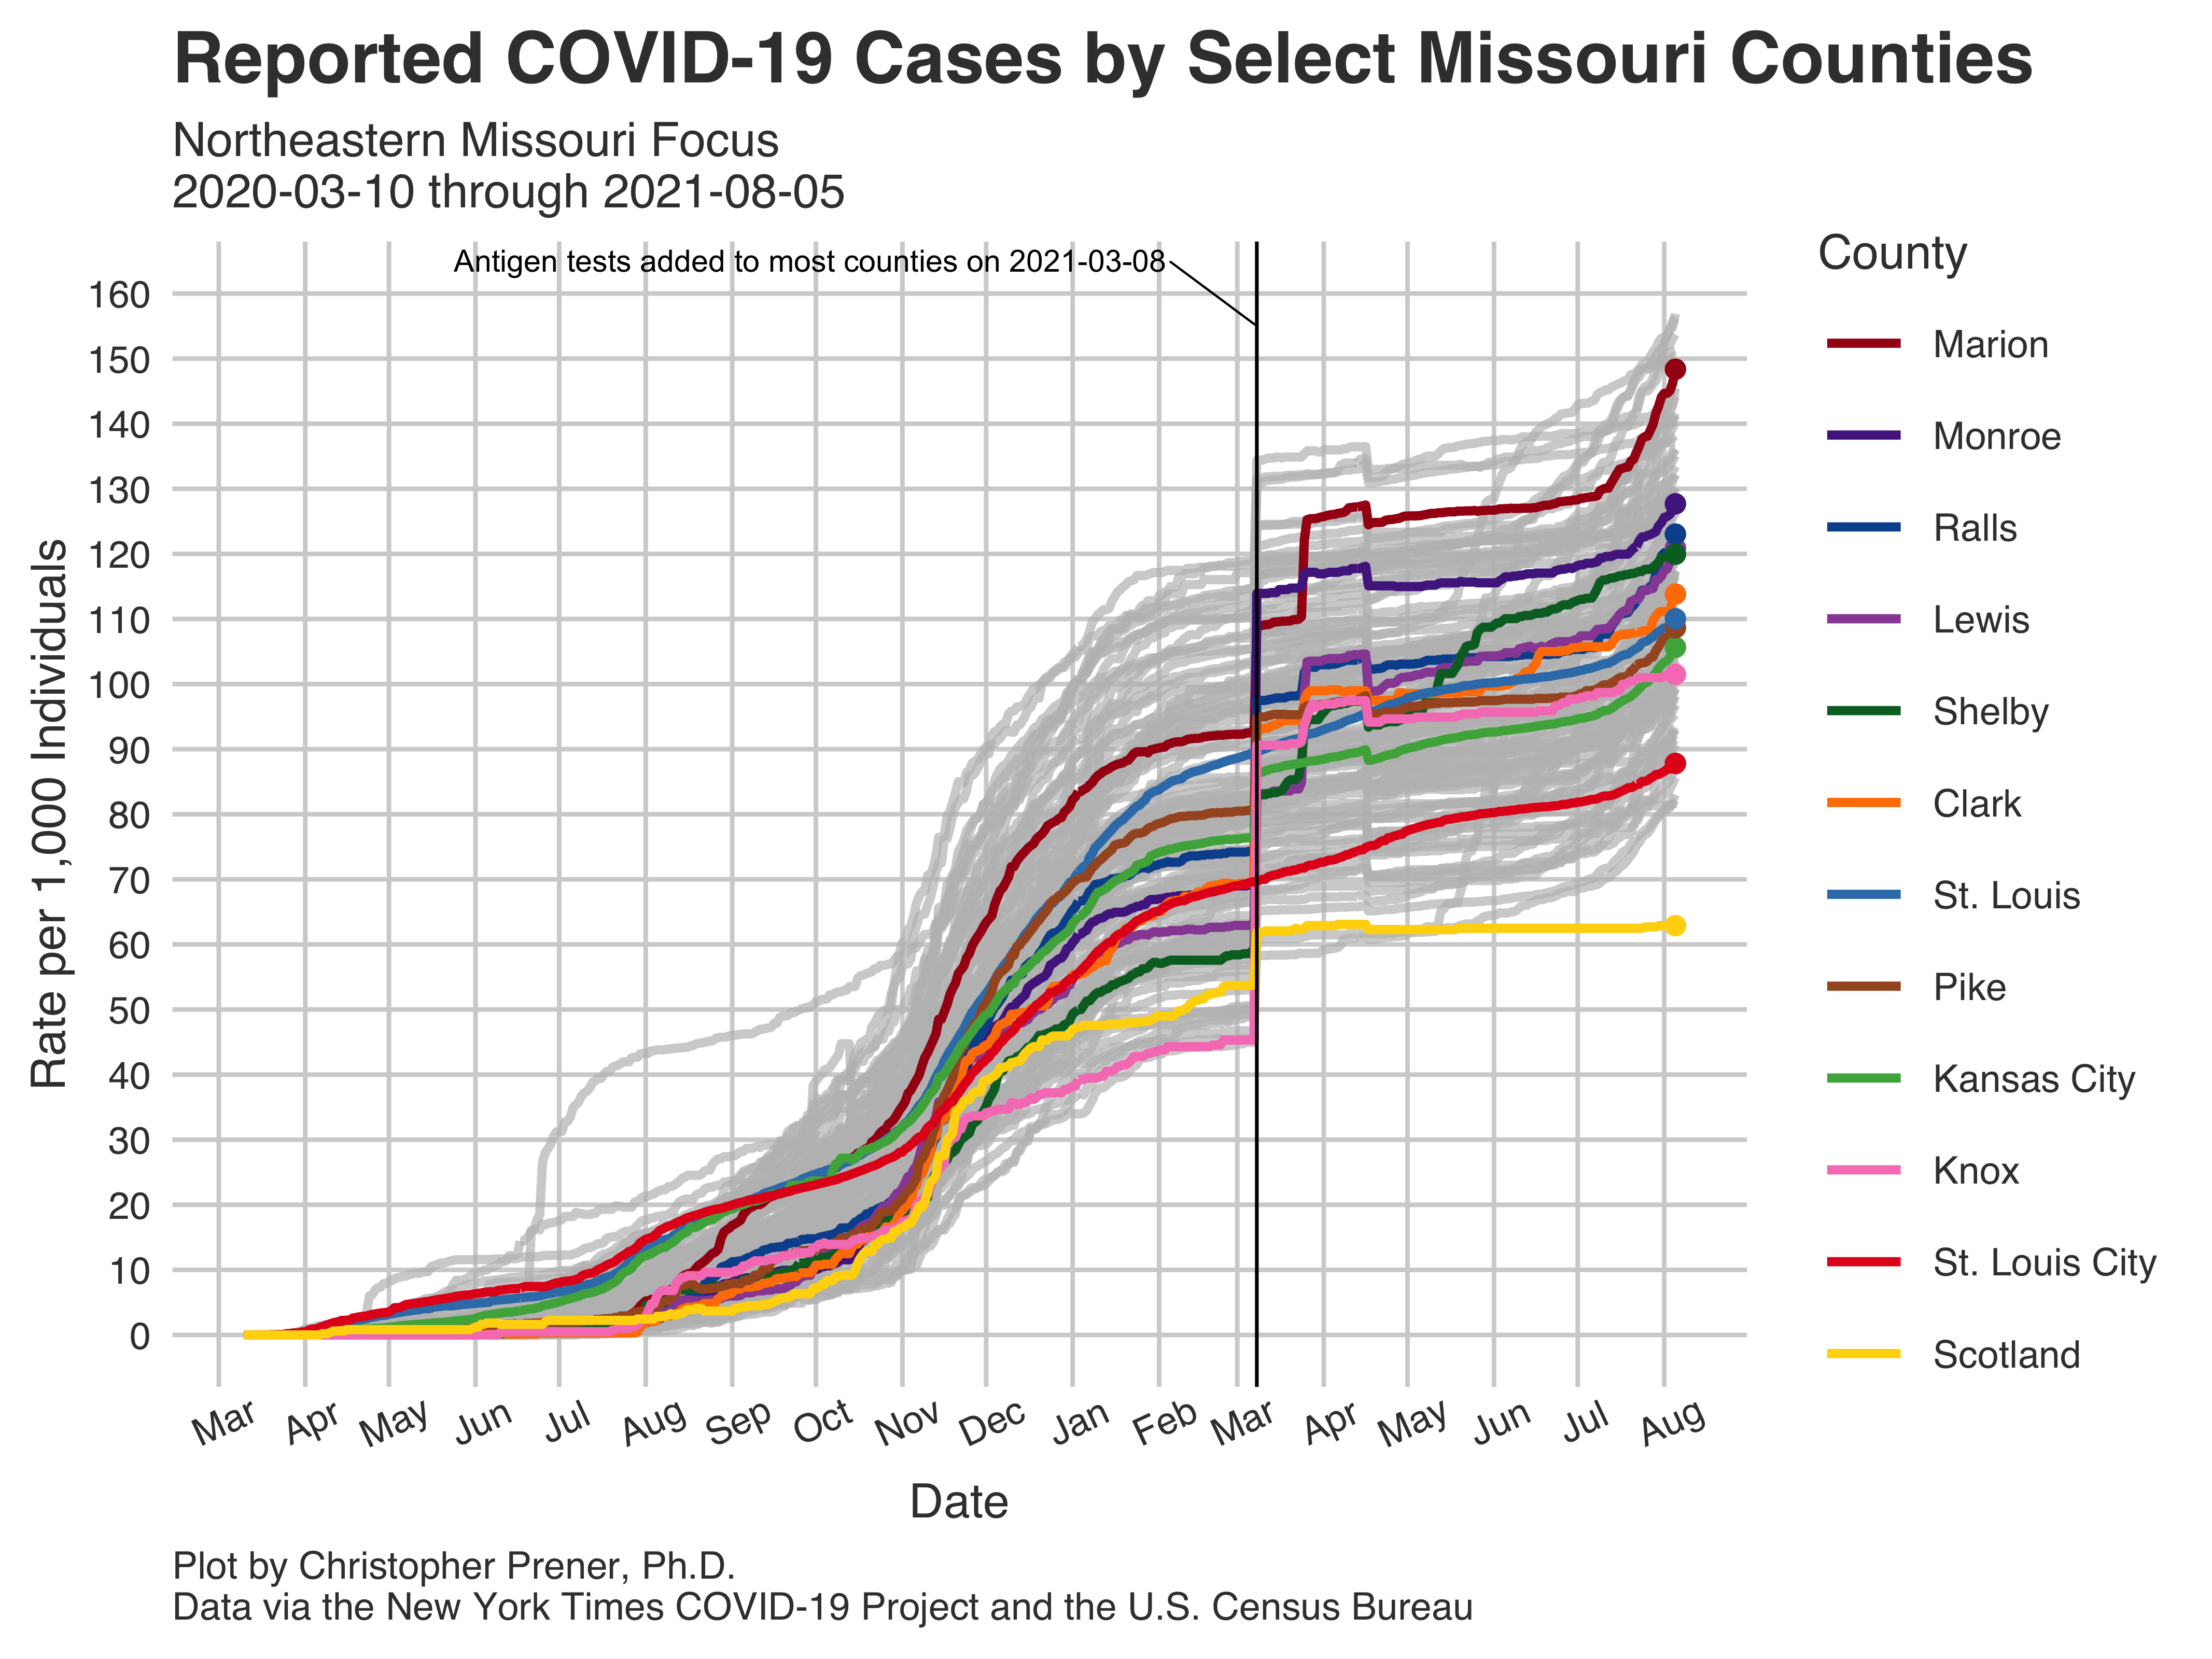 Reported COVID-19 Cases by Select Missouri Counties
Northeastern Missouri Focus
2020-03-10 through 2021-08-05
Antigen tests added to most counties on 2021-03-08
County
Marion
Monroe
Ralls
Lewis
Shelby
Clark
St. Louis
Pike
Kansas City
Knox
St. Louis City
Scotland
Rate per 1,000 Individuals
160
150
140
130
120
110
100
90
80
70
60
50
40
30
20
10
0
Mar Apr May Jun Jul Aug Sep Oct Nov Dec Jan Feb Mar Apr May Jun Jul Aug
Date
Plot by Christopher Prener, Ph.D.
Data via the New York Times COVID-19 Project and the U.S. Census Bureau